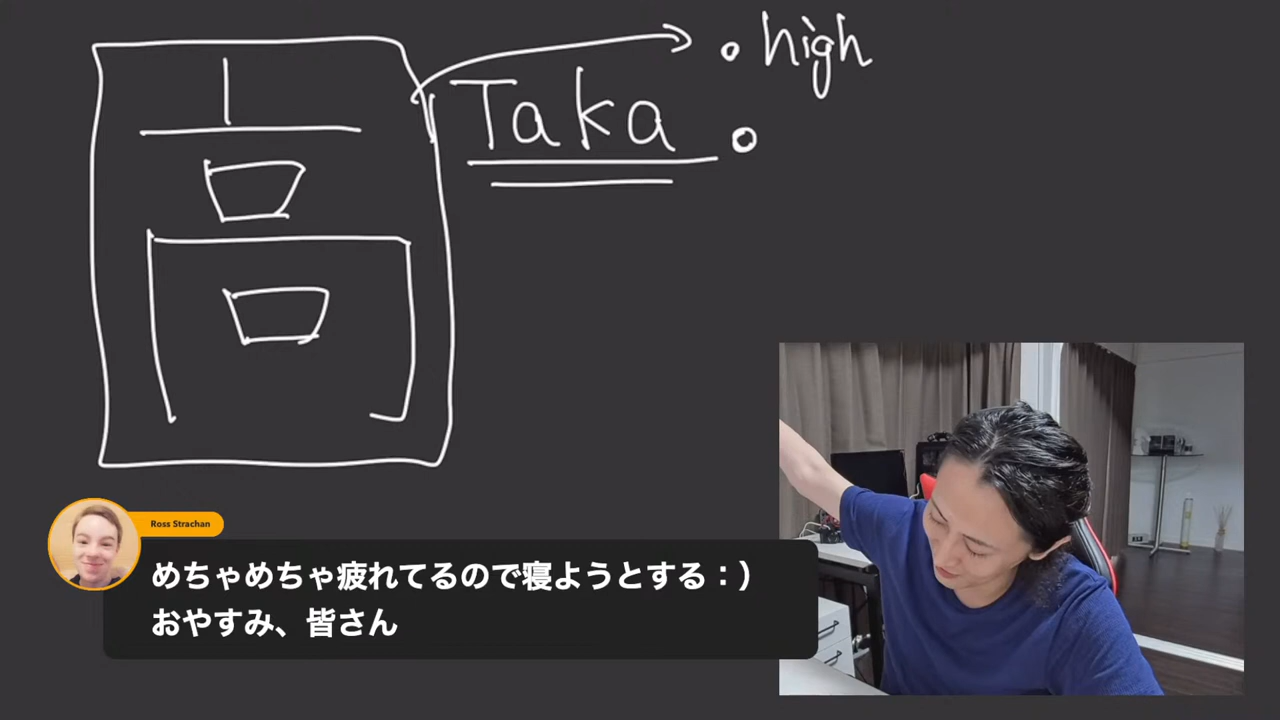 高
Taka
high
Ross Strachan
めちゃめちゃ疲れてるので寝ようとする：）
おやすみ、皆さん